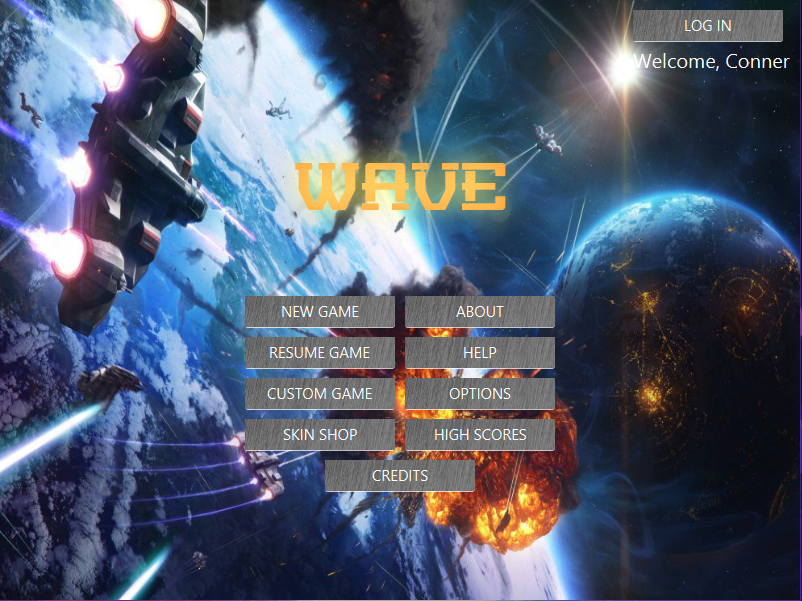 LOG IN
Welcome, Conner
WAVE
NEW GAME
ABOUT
RESUME GAME
HELP
CUSTOM GAME
OPTIONS
SKIN SHOP
HIGH SCORES
CREDITS